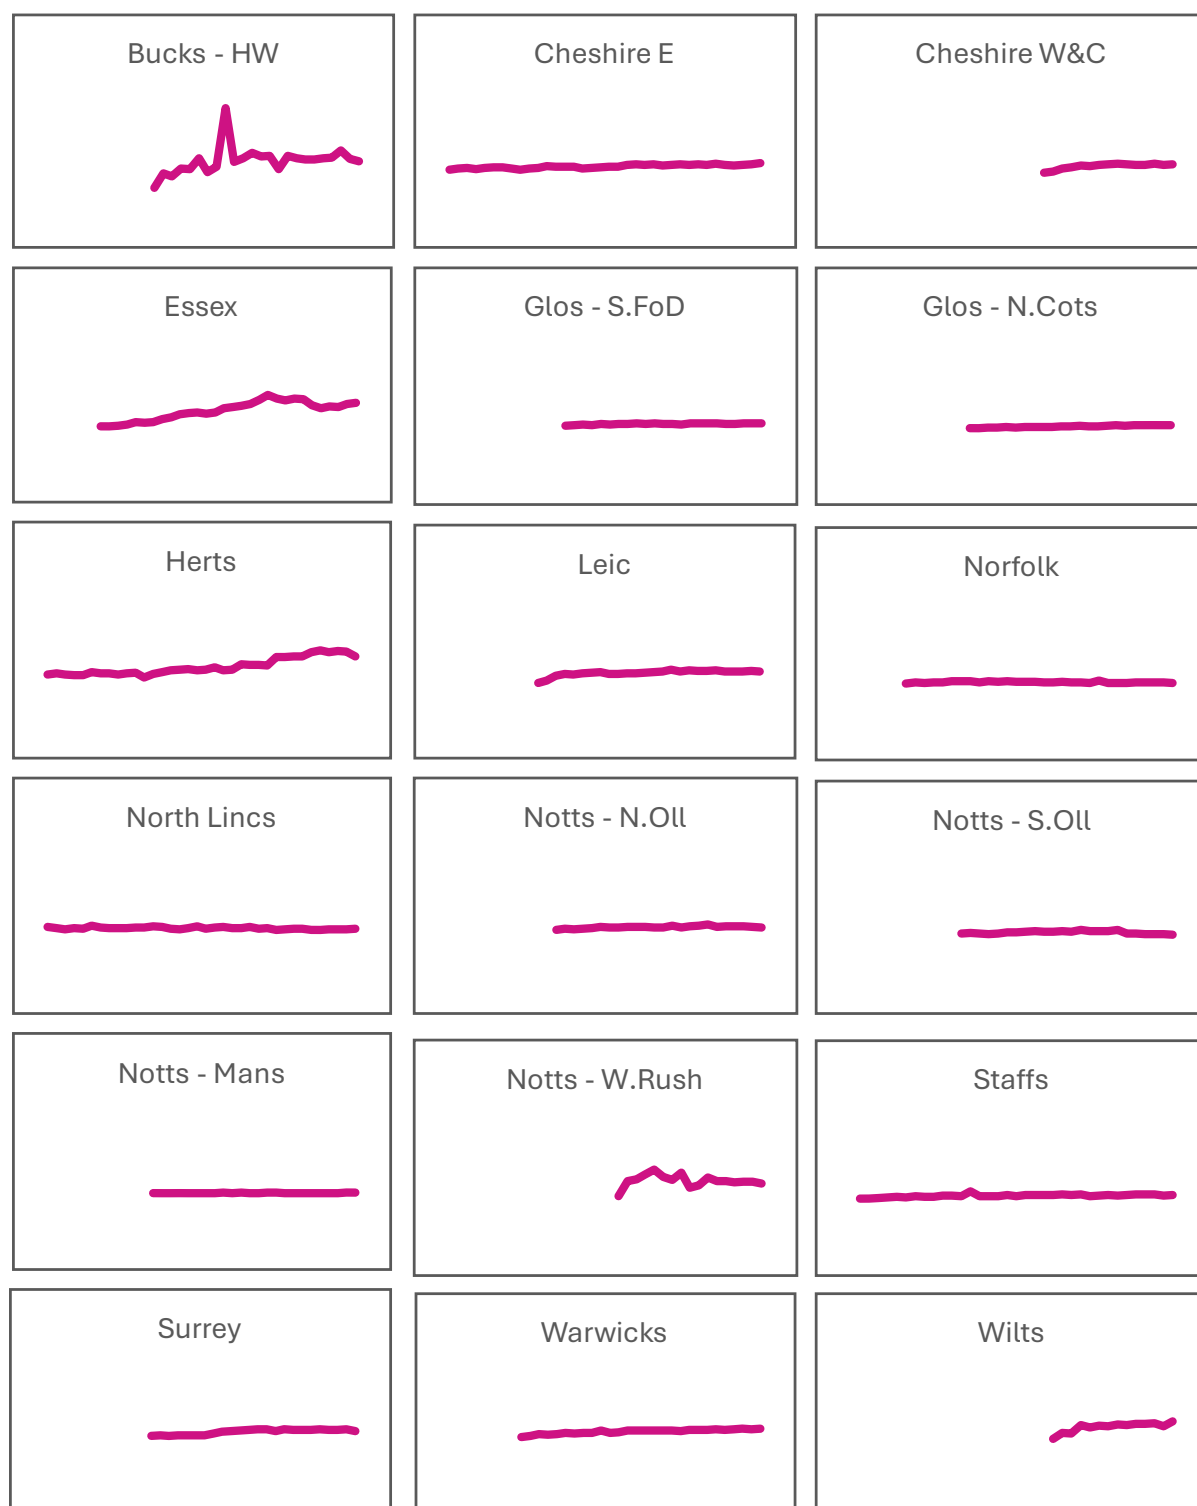 Bucks - HW
Cheshire E
Cheshire W&C
Essex
Glos - S.FoD
Glos - N.Cots
Herts
Leic
Norfolk
North Lincs
Notts - N.Oll
Notts - S.Oll
Notts - Mans
Notts - W.Rush
Staffs
Surrey
Warwicks
Wilts